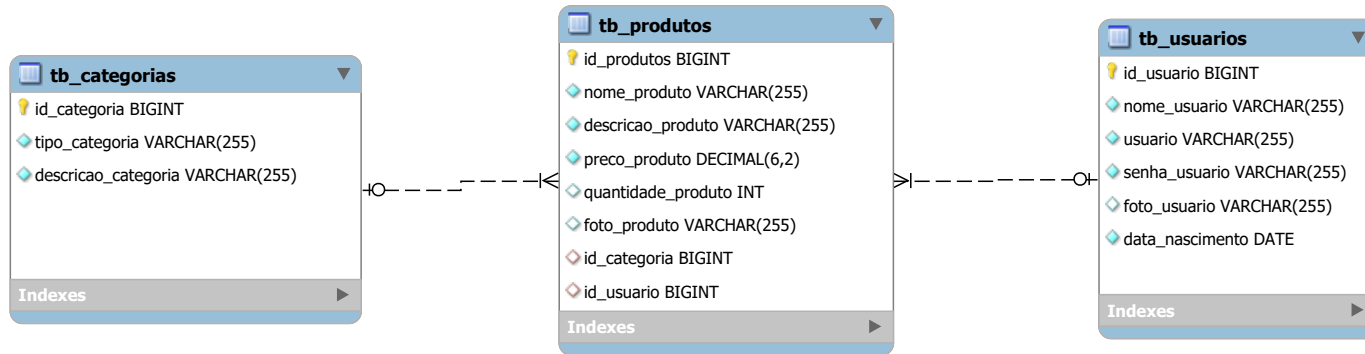 tb_categorias
id_categoria BIGINT
tipo_categoria VARCHAR(255)
descricao_categoria VARCHAR(255)
Indexes
tb_produtos
id_produtos BIGINT
nome_produto VARCHAR(255)
descricao_produto VARCHAR(255)
preco_produto DECIMAL(6,2)
quantidade_produto INT
foto_produto VARCHAR(255)
id_categoria BIGINT
id_usuario BIGINT
Indexes
tb_usuarios
id_usuario BIGINT
nome_usuario VARCHAR(255)
usuario VARCHAR(255)
senha_usuario VARCHAR(255)
foto_usuario VARCHAR(255)
data_nascimento DATE
Indexes